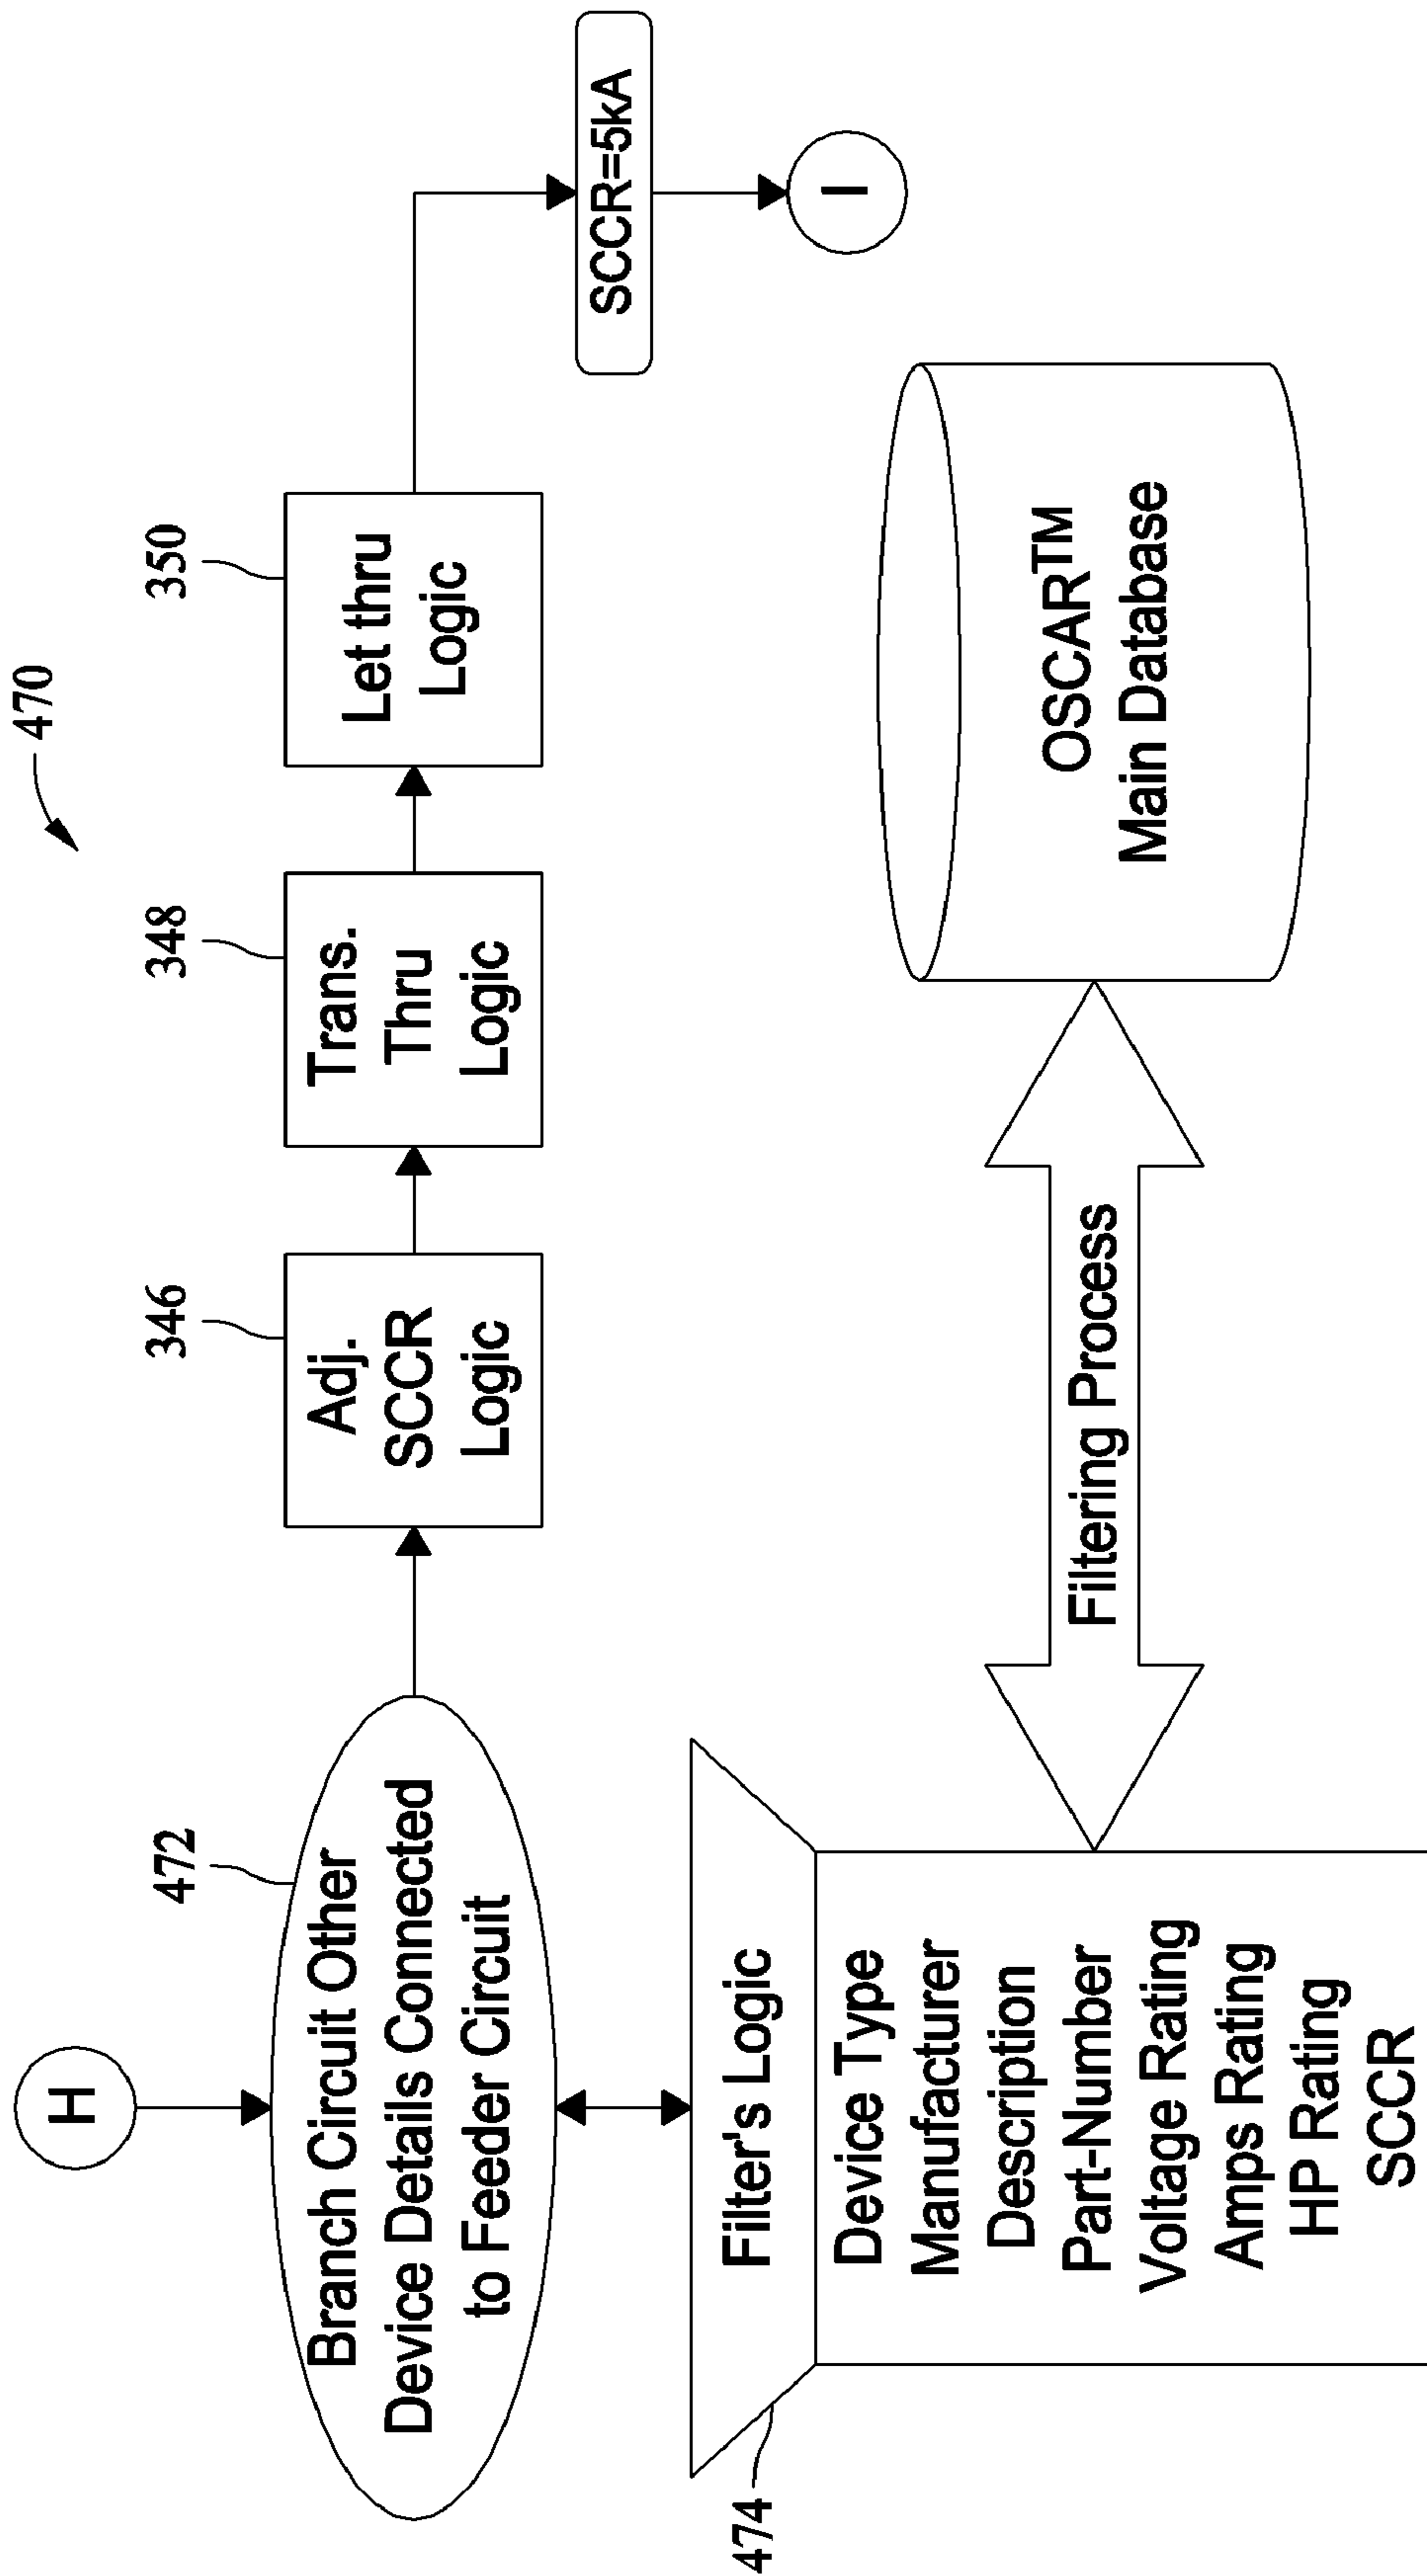 470
H
472
Branch Circuit Other
Device Details Connected
to Feeder Circuit
346
Adj.
SCCR
Logic
348
Trans.
Thru
Logic
350
Let thru
Logic
SCCR=5kA
I
474
Filter's Logic
Device Type
Manufacturer
Description
Part-Number
Voltage Rating
Amps Rating
HP Rating
SCCR
Filtering Process
OSCAR™
Main Database